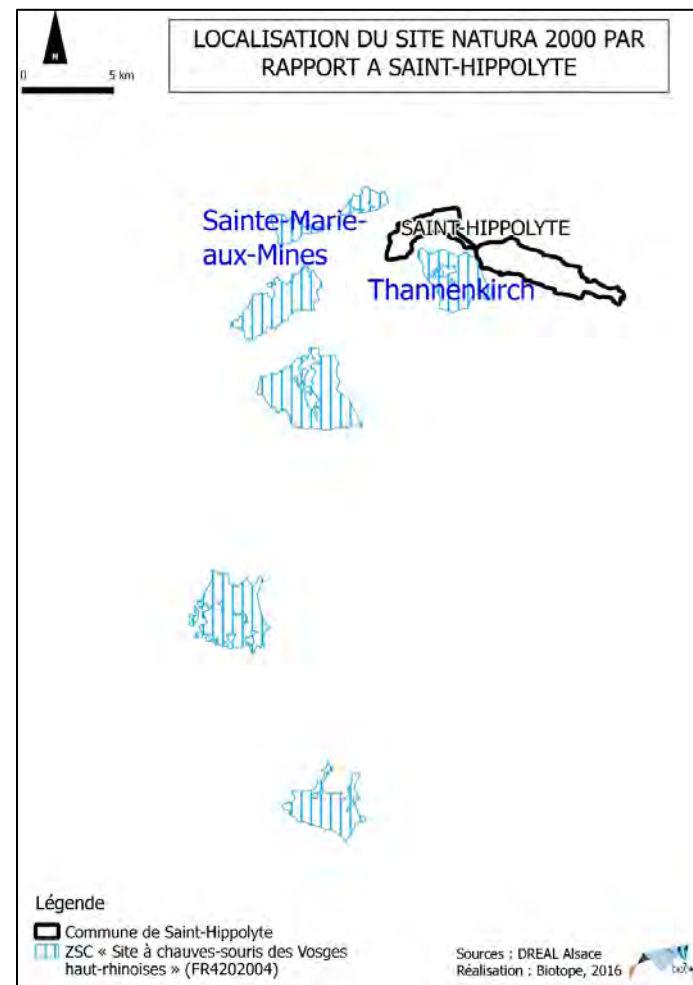 LOCALISATION DU SITE NATURA 2000 PAR
RAPPORT A SAINT-HIPPOLYTE
N
0 5 km
Sainte-Marie-
aux-Mines
SAINT-HIPPOLYTE
Thannenkirch
Légende
Commune de Saint-Hippolyte
ZSC « Site à chauves-souris des Vosges
haut-rhinoises » (FR4202004)
Sources : DREAL Alsace
Réalisation : Biotope, 2016